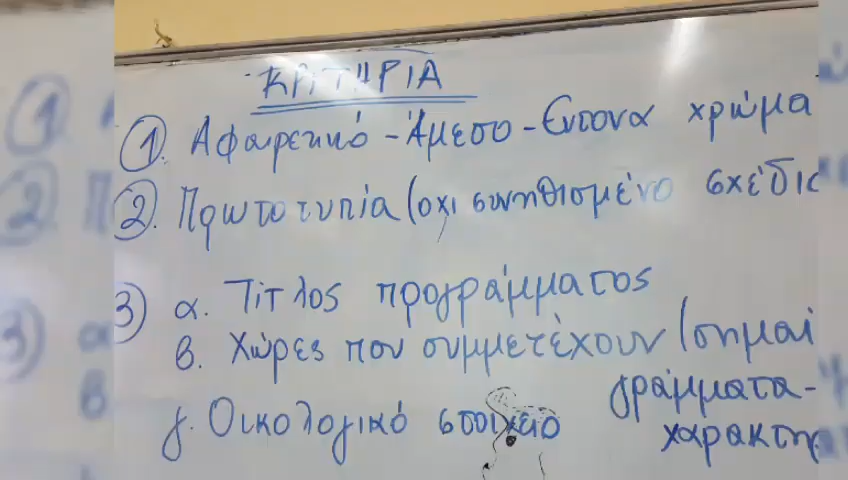 ΚΡΙΤΗΡΙΑ
1. Αφαιρετικό - Άμεσο - Έντονα χρώμα
2. Πρωτοτυπία (όχι συνηθισμένο σχέδιο
3) α. Τίτλος προγράμματος
β. Χώρες που συμμετέχουν (σημαί
γράμματα-
γ. Οικολογικό στοιχείο
χαρακτη